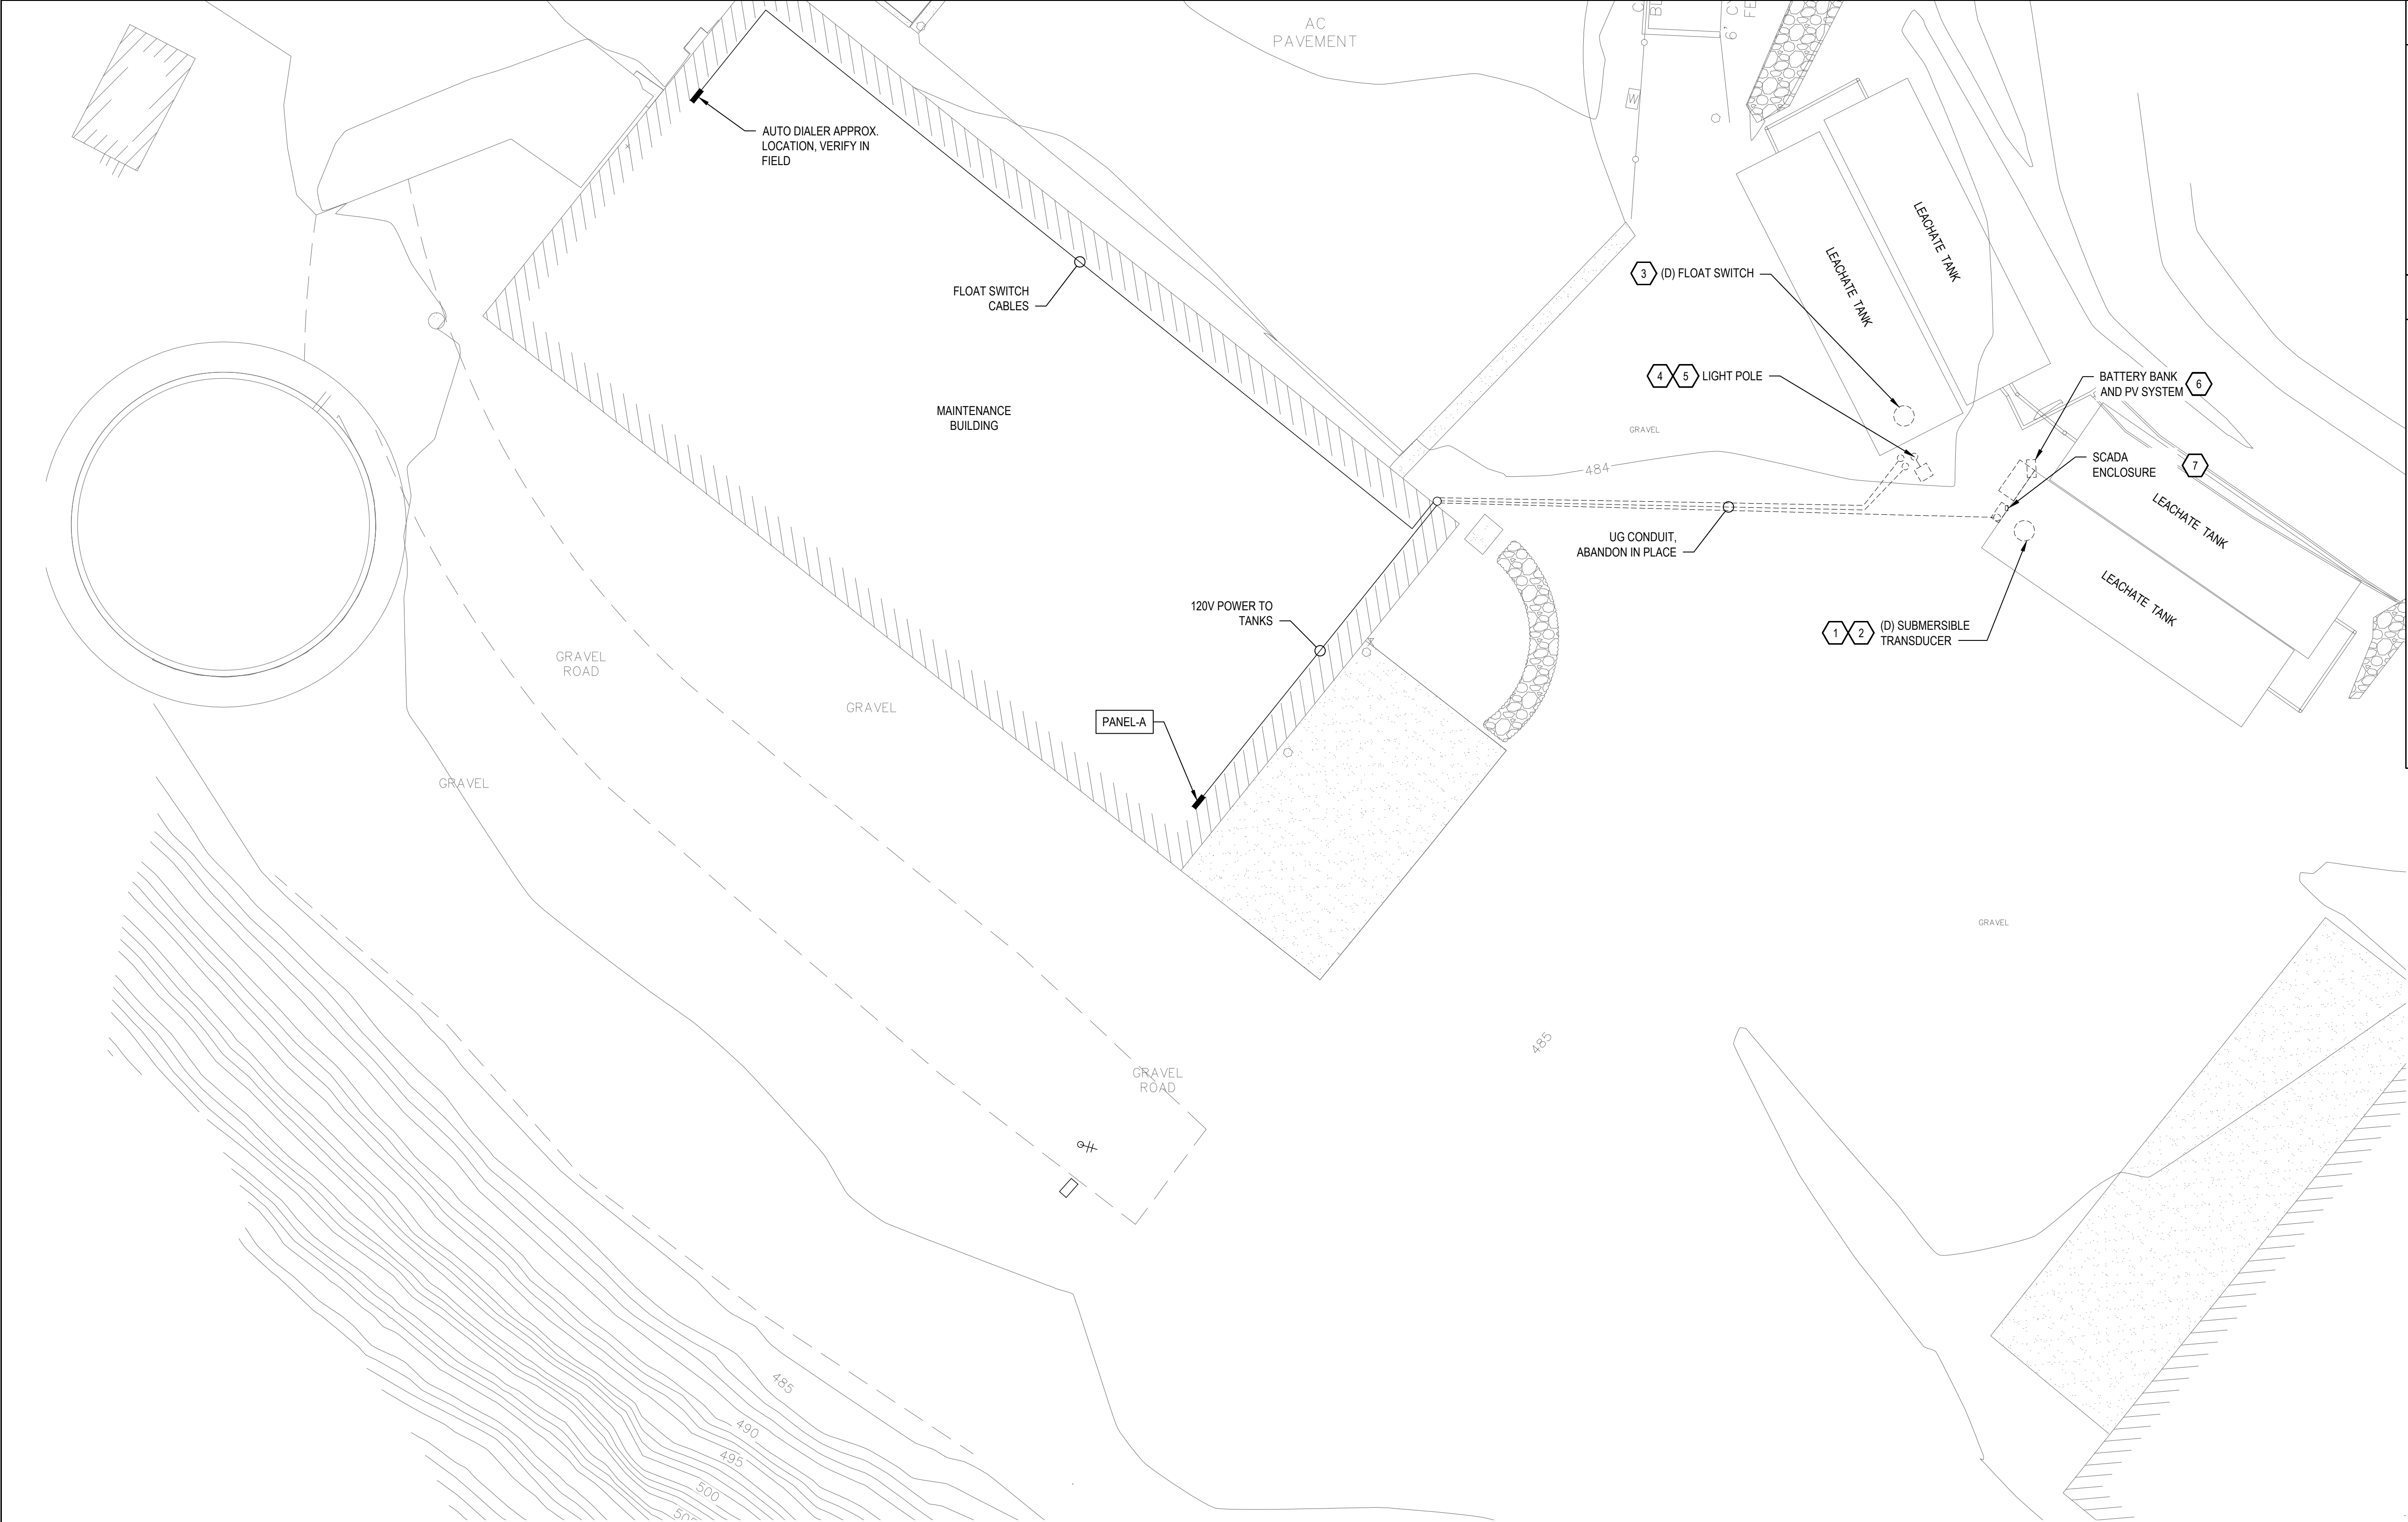 AC
PAVEMENT
6' C
FE
W
AUTO DIALER APPROX.
LOCATION, VERIFY IN
FIELD
FLOAT SWITCH
CABLES
3 (D) FLOAT SWITCH
LEACHATE TANK
LEACHATE TANK
4 5 LIGHT POLE
BATTERY BANK
AND PV SYSTEM 6
MAINTENANCE
BUILDING
GRAVEL
484
SCADA
ENCLOSURE 7
LEACHATE TANK
LEACHATE TANK
UG CONDUIT,
ABANDON IN PLACE
120V POWER TO
TANKS
1 2 (D) SUBMERSIBLE
TRANSDUCER
GRAVEL
ROAD
GRAVEL
PANEL-A
GRAVEL
GRAVEL
485
GRAVEL
ROAD
485
490
495
500